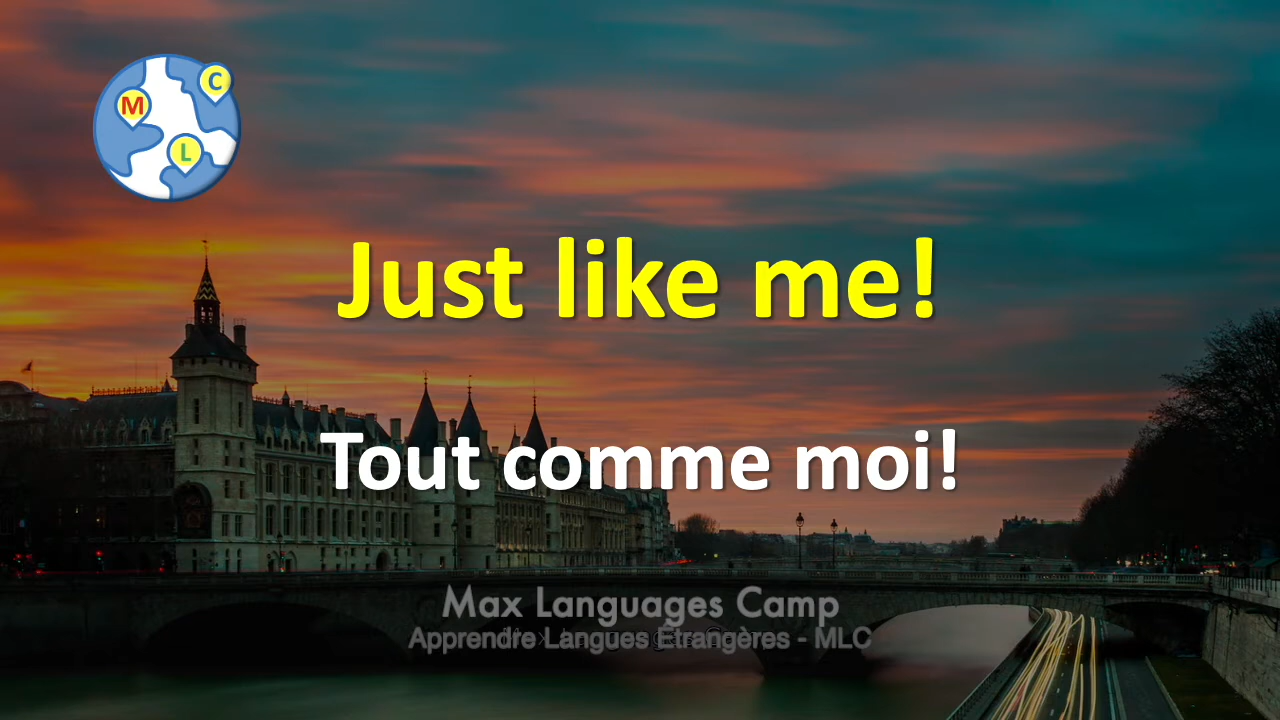 M
C
L
Just like me!
Tout comme moi!
Max Languages Camp
Apprendre Langues Étrangères - MLC